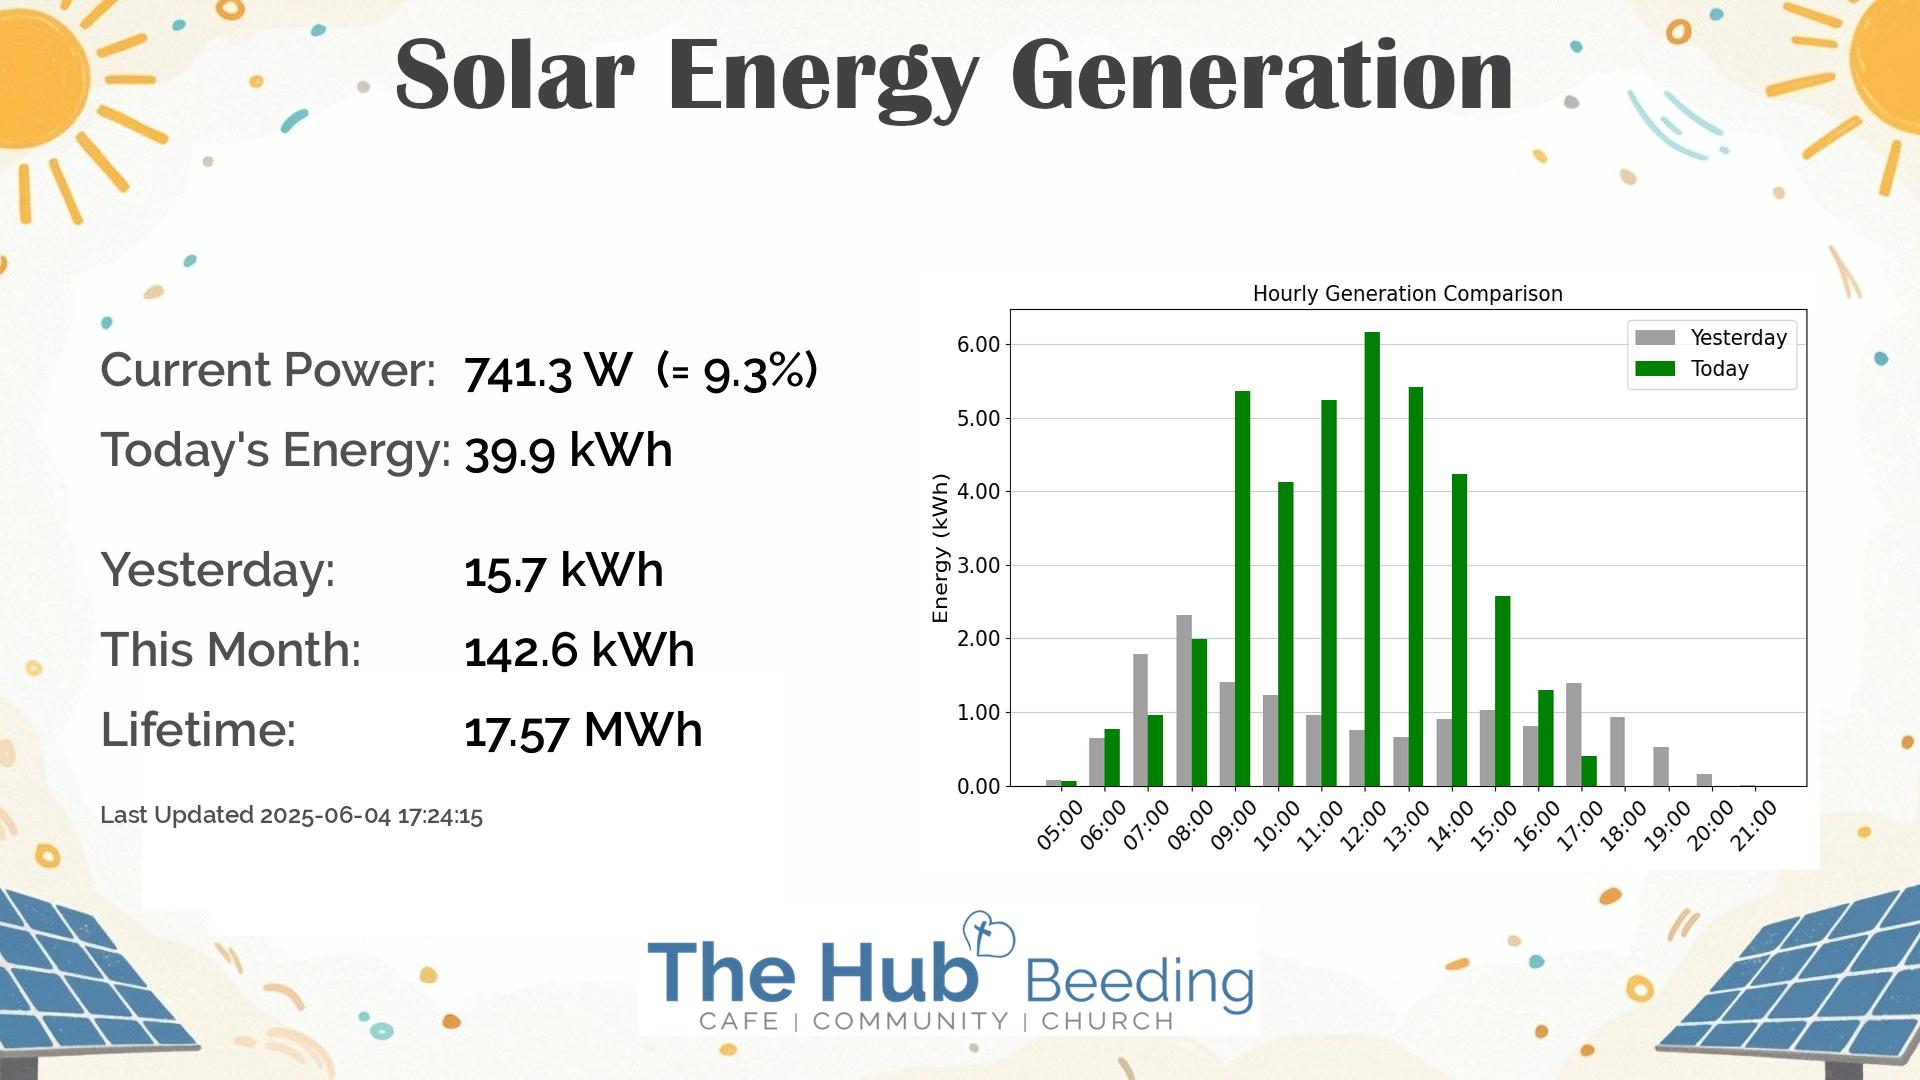 Solar Energy Generation
Current Power: 741.3 W (= 9.3%)
Today's Energy: 39.9 kWh
Yesterday: 15.7 kWh
This Month: 142.6 kWh
Lifetime: 17.57 MWh
Last Updated 2025-06-04 17:24:15
Hourly Generation Comparison
Yesterday
Today
Energy (kWh)
6.00
5.00
4.00
3.00
2.00
1.00
0.00
05:00 06:00 07:00 08:00 09:00 10:00 11:00 12:00 13:00 14:00 15:00 16:00 17:00 18:00 19:00 20:00 21:00
The Hub Beeding
CAFE | COMMUNITY | CHURCH